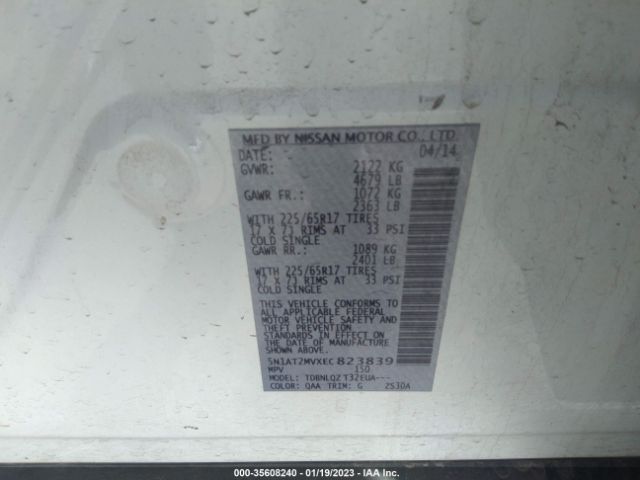 MFD BY NISSAN MOTOR CO., LTD.
DATE: 04/14
GVWR: 2122 KG
4679 LB
GAWR FR.: 1072 KG
2363 LB
WITH 225/65R17 TIRES
17 X 7J RIMS AT 33 PSI
COLD SINGLE
GAWR RR.: 1089 KG
2401 LB
WITH 225/65R17 TIRES
17 X 7J RIMS AT 33 PSI
COLD SINGLE
THIS VEHICLE CONFORMS TO
ALL APPLICABLE FEDERAL
MOTOR VEHICLE SAFETY AND
THEFT PREVENTION
STANDARDS IN EFFECT ON
THE DATE OF MANUFACTURE
SHOWN ABOVE.
5N1AT2MVXEC823839
MPV 150
MODEL: TDBNLQZ T32EUA---
COLOR: QAA TRIM: G 2S30A
000-35608240 - 01/19/2023 - IAA Inc.